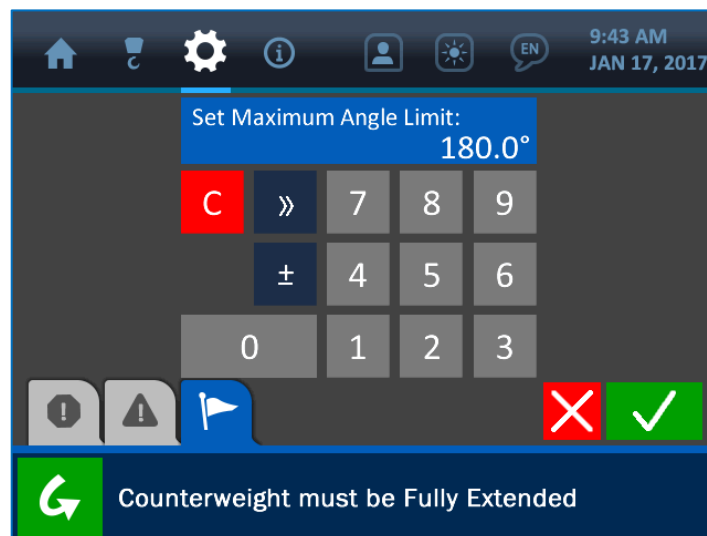 EN
9:43 AM
JAN 17, 2017
Set Maximum Angle Limit:
180.0°
C » 7 8 9
± 4 5 6
0 1 2 3
Counterweight must be Fully Extended